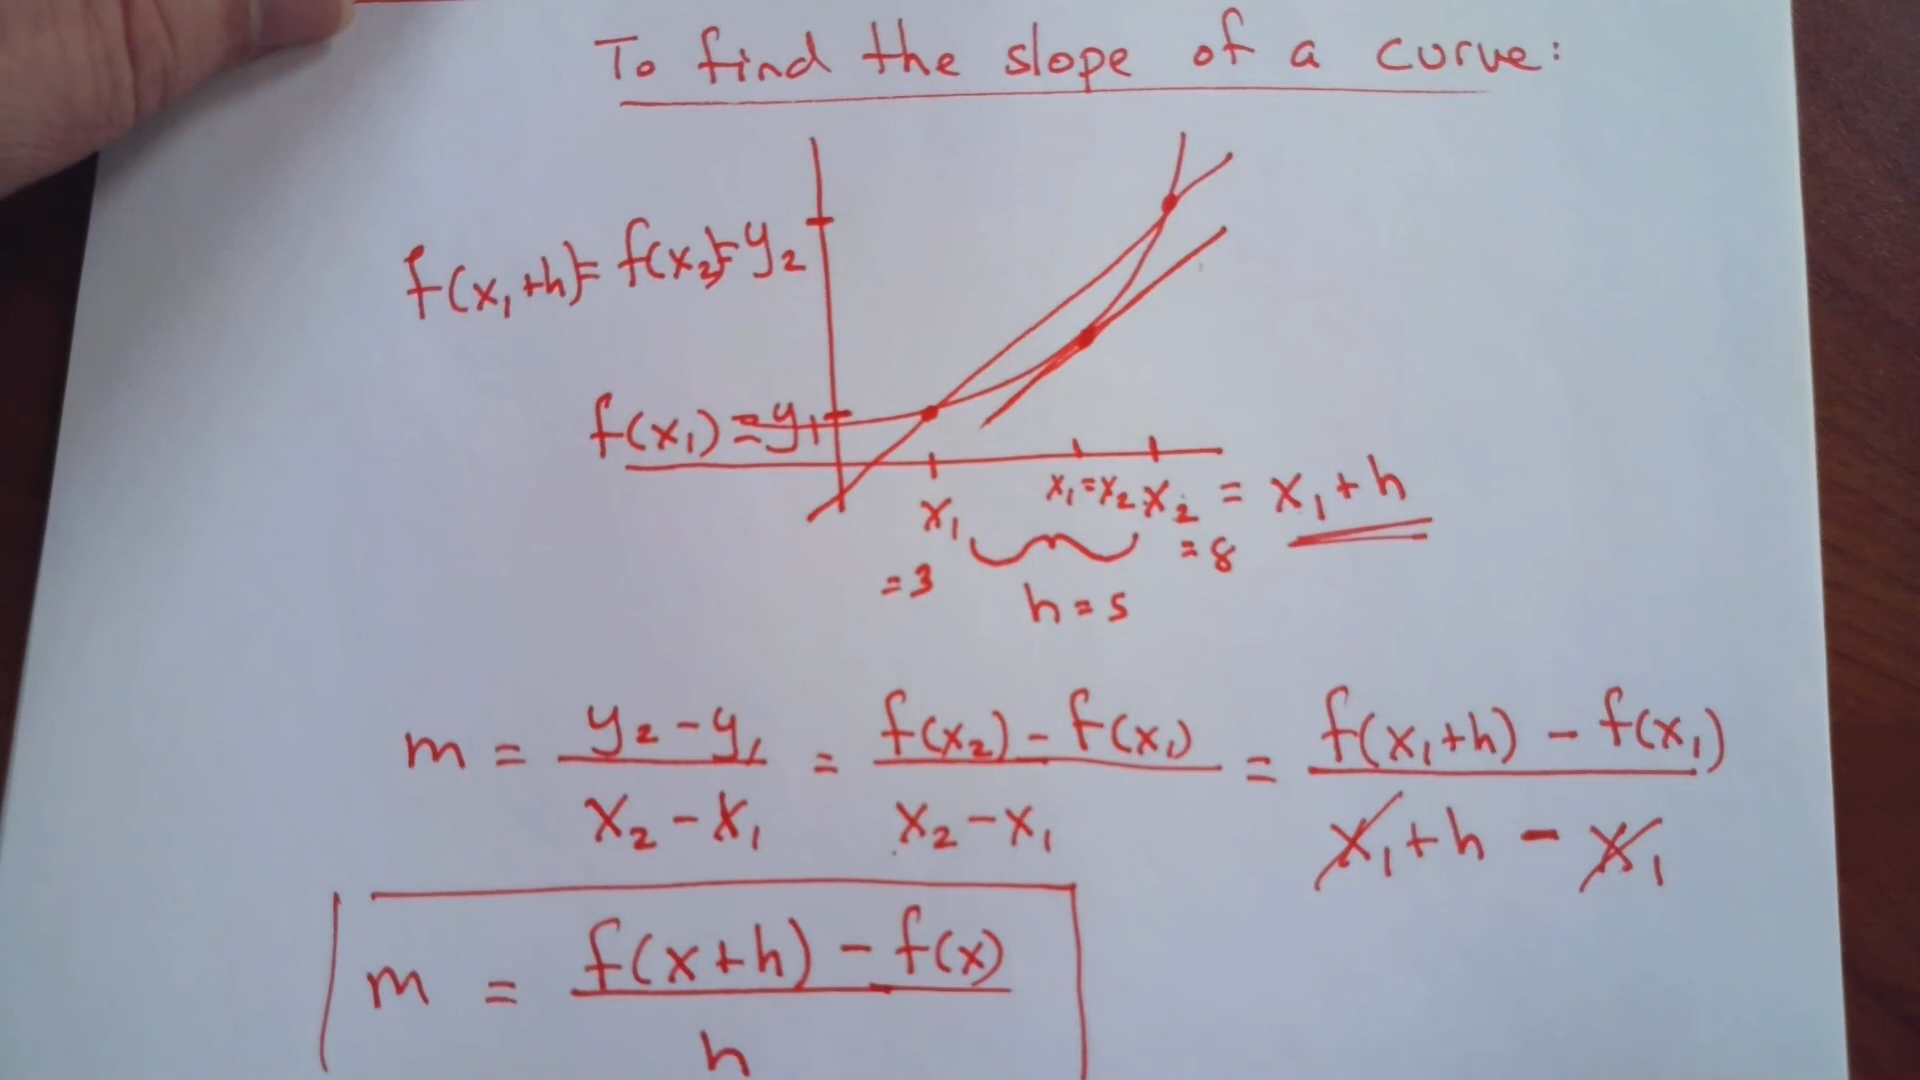 To find the slope of a curve:
f(x₁+h) = f(x₂) = y₂
f(x₁) = y₁
x₁ x₁=x₂ x₂ = x₁+h
=3 =8
h=5
m = (y₂-y₁)/(x₂-x₁) = (f(x₂)-f(x₁))/(x₂-x₁) = (f(x₁+h) - f(x₁))/(x₁+h - x₁)
m = (f(x+h) - f(x))/h